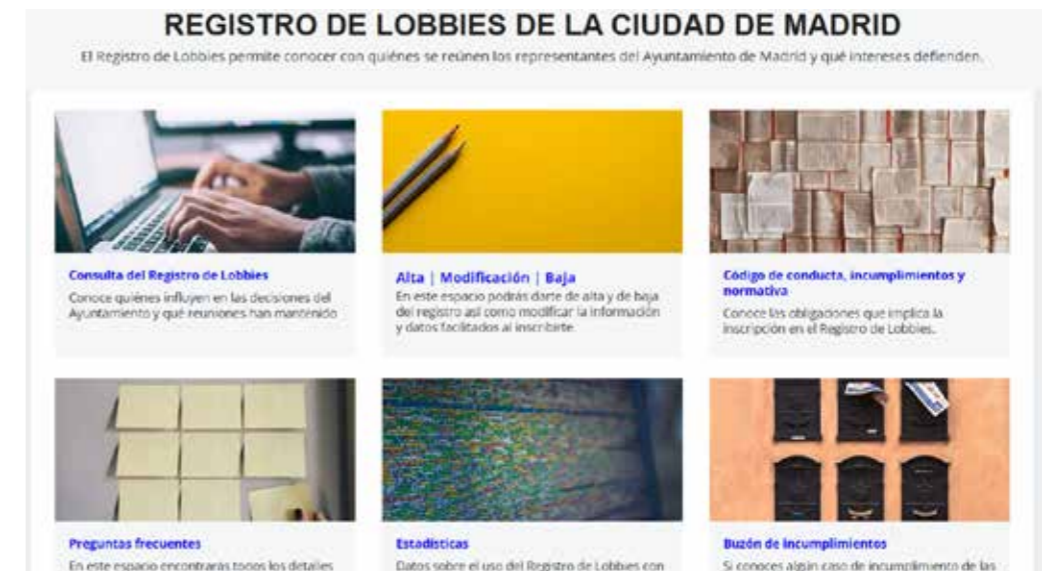 REGISTRO DE LOBBIES DE LA CIUDAD DE MADRID
El Registro de Lobbies permite conocer con quiénes se reúnen los representantes del Ayuntamiento de Madrid y qué intereses defienden.
Consulta del Registro de Lobbies
Conoce quiénes influyen en las decisiones del
Ayuntamiento y qué reuniones han mantenido
Alta | Modificación | Baja
En este espacio podrás darte de alta y de baja
del registro así como modificar la información
y datos facilitados al inscribirte.
Código de conducta, incumplimientos y
normativa
Conoce las obligaciones que implica la
inscripción en el Registro de Lobbies.
Preguntas frecuentes
En este espacio encontrarás todos los detalles
Estadísticas
Datos sobre el uso del Registro de Lobbies con
Buzón de incumplimientos
Si conoces algún caso de incumplimiento de las